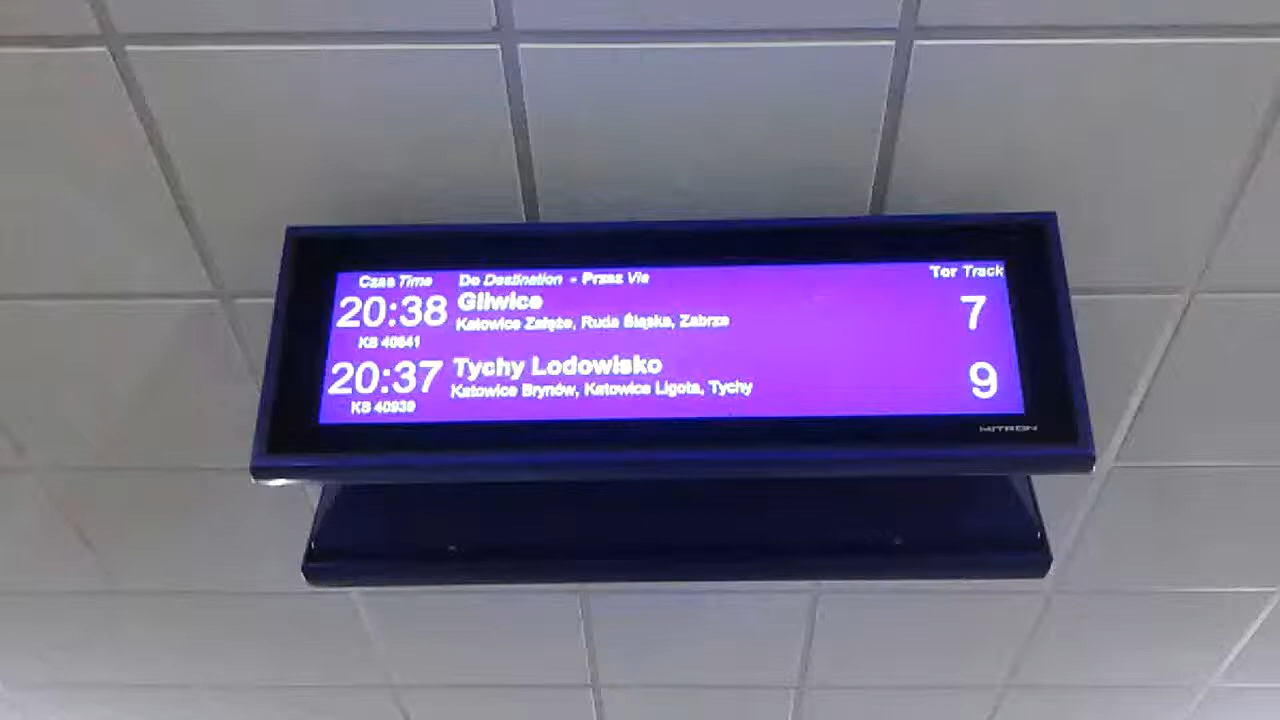 Czas Time Do Destination - Przez Via Tor Track
20:38 Gliwice 7
Katowice Załęże, Ruda Śląska, Zabrze
KS 40641
20:37 Tychy Lodowisko 9
Katowice Brynów, Katowice Ligota, Tychy
KS 40939
MITRON